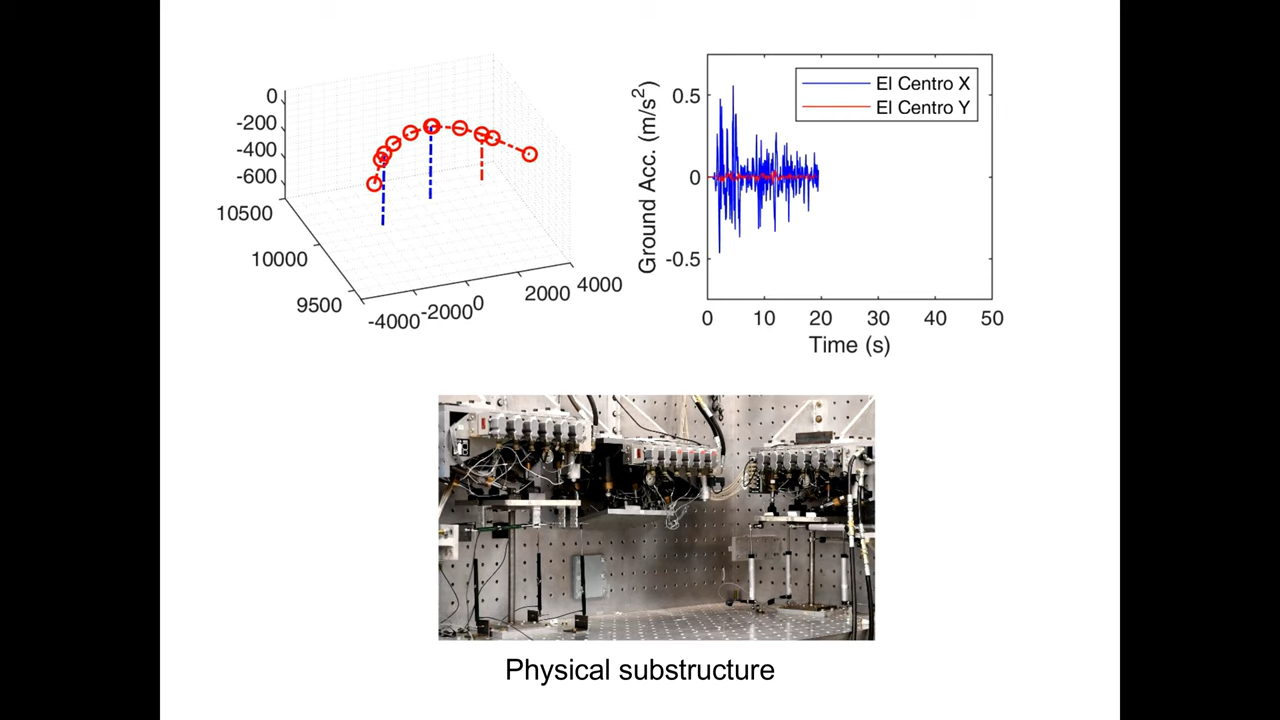 0
-200
-400
-600
10500
10000
9500
-4000
-2000
0
2000
4000
Ground Acc. (m/s²)
0.5
0
-0.5
El Centro X
El Centro Y
0 10 20 30 40 50
Time (s)
Physical substructure